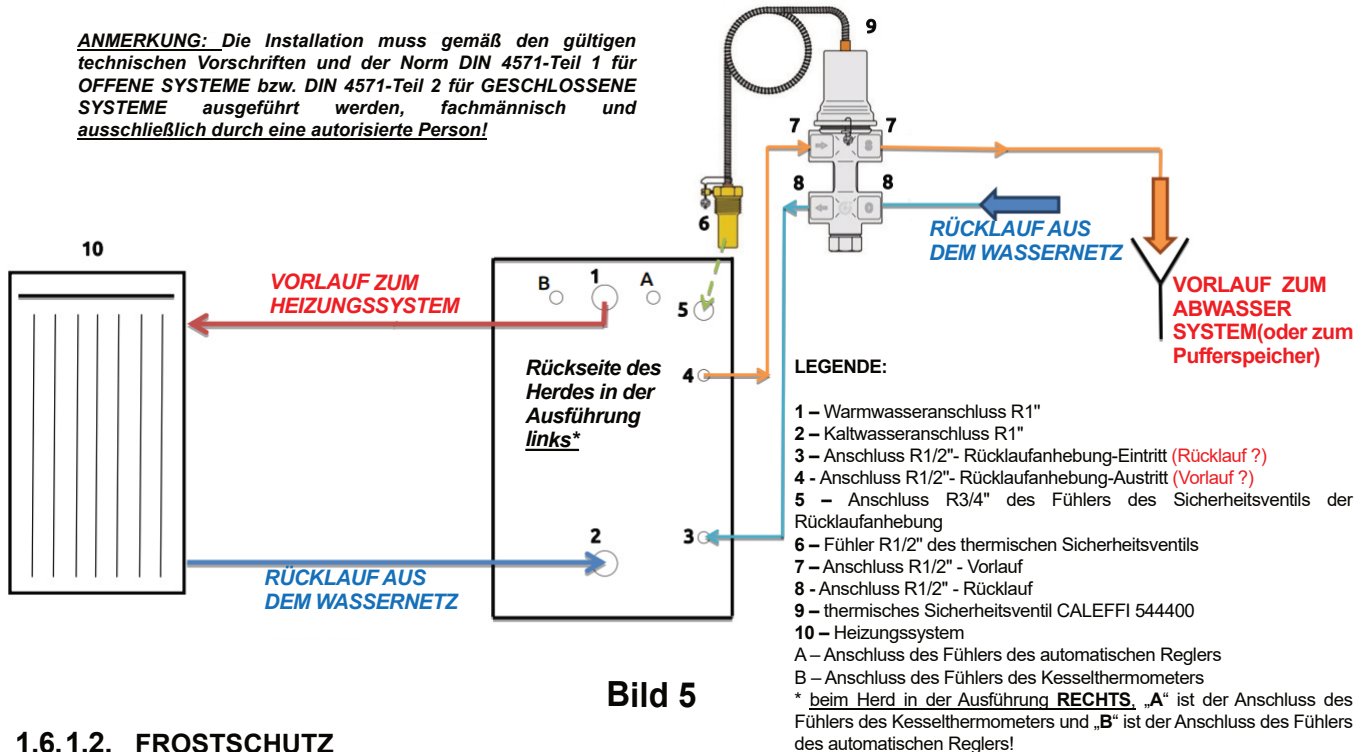 ANMERKUNG: Die Installation muss gemäß den gültigen
technischen Vorschriften und der Norm DIN 4571-Teil 1 für
OFFENE SYSTEME bzw. DIN 4571-Teil 2 für GESCHLOSSENE
SYSTEME ausgeführt werden, fachmännisch und
ausschließlich durch eine autorisierte Person!
9
7
7
8
8
6
RÜCKLAUF AUS
DEM WASSERNETZ
10
VORLAUF ZUM
HEIZUNGSSYSTEM
B
1
A
5
VORLAUF ZUM
ABWASSER
SYSTEM(oder zum
Pufferspeicher)
Rückseite des
Herdes in der
Ausführung
links*
4
2
3
RÜCKLAUF AUS
DEM WASSERNETZ
LEGENDE:
1 – Warmwasseranschluss R1"
2 – Kaltwasseranschluss R1"
3 – Anschluss R1/2"- Rücklaufanhebung-Eintritt (Rücklauf ?)
4 - Anschluss R1/2"- Rücklaufanhebung-Austritt (Vorlauf ?)
5 – Anschluss R3/4" des Fühlers des Sicherheitsventils der
Rücklaufanhebung
6 – Fühler R1/2" des thermischen Sicherheitsventils
7 – Anschluss R1/2" - Vorlauf
8 - Anschluss R1/2" - Rücklauf
9 – thermisches Sicherheitsventil CALEFFI 544400
10 – Heizungssystem
A – Anschluss des Fühlers des automatischen Reglers
B – Anschluss des Fühlers des Kesselthermometers
* beim Herd in der Ausführung RECHTS, „A“ ist der Anschluss des
Fühlers des Kesselthermometers und „B“ ist der Anschluss des Fühlers
des automatischen Reglers!
Bild 5
1.6.1.2. FROSTSCHUTZ